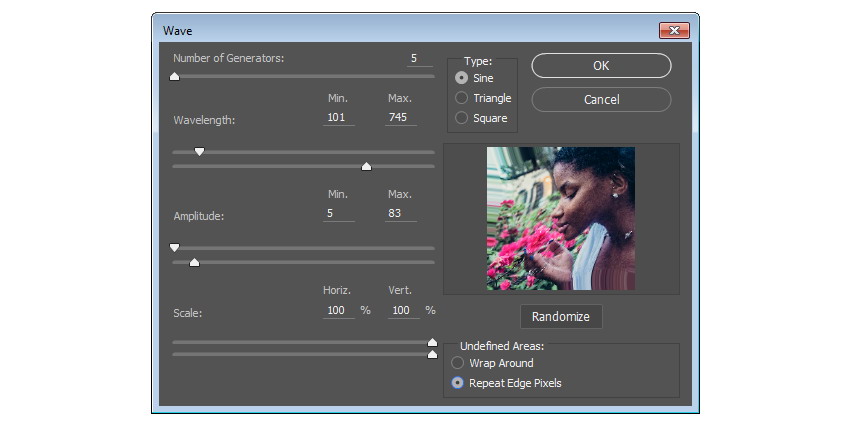 Wave
Number of Generators: 5
Min. Max.
Wavelength: 101 745
Min. Max.
Amplitude: 5 83
Horiz. Vert.
Scale: 100 % 100 %
Type:
Sine
Triangle
Square
OK
Cancel
Randomize
Undefined Areas:
Wrap Around
Repeat Edge Pixels